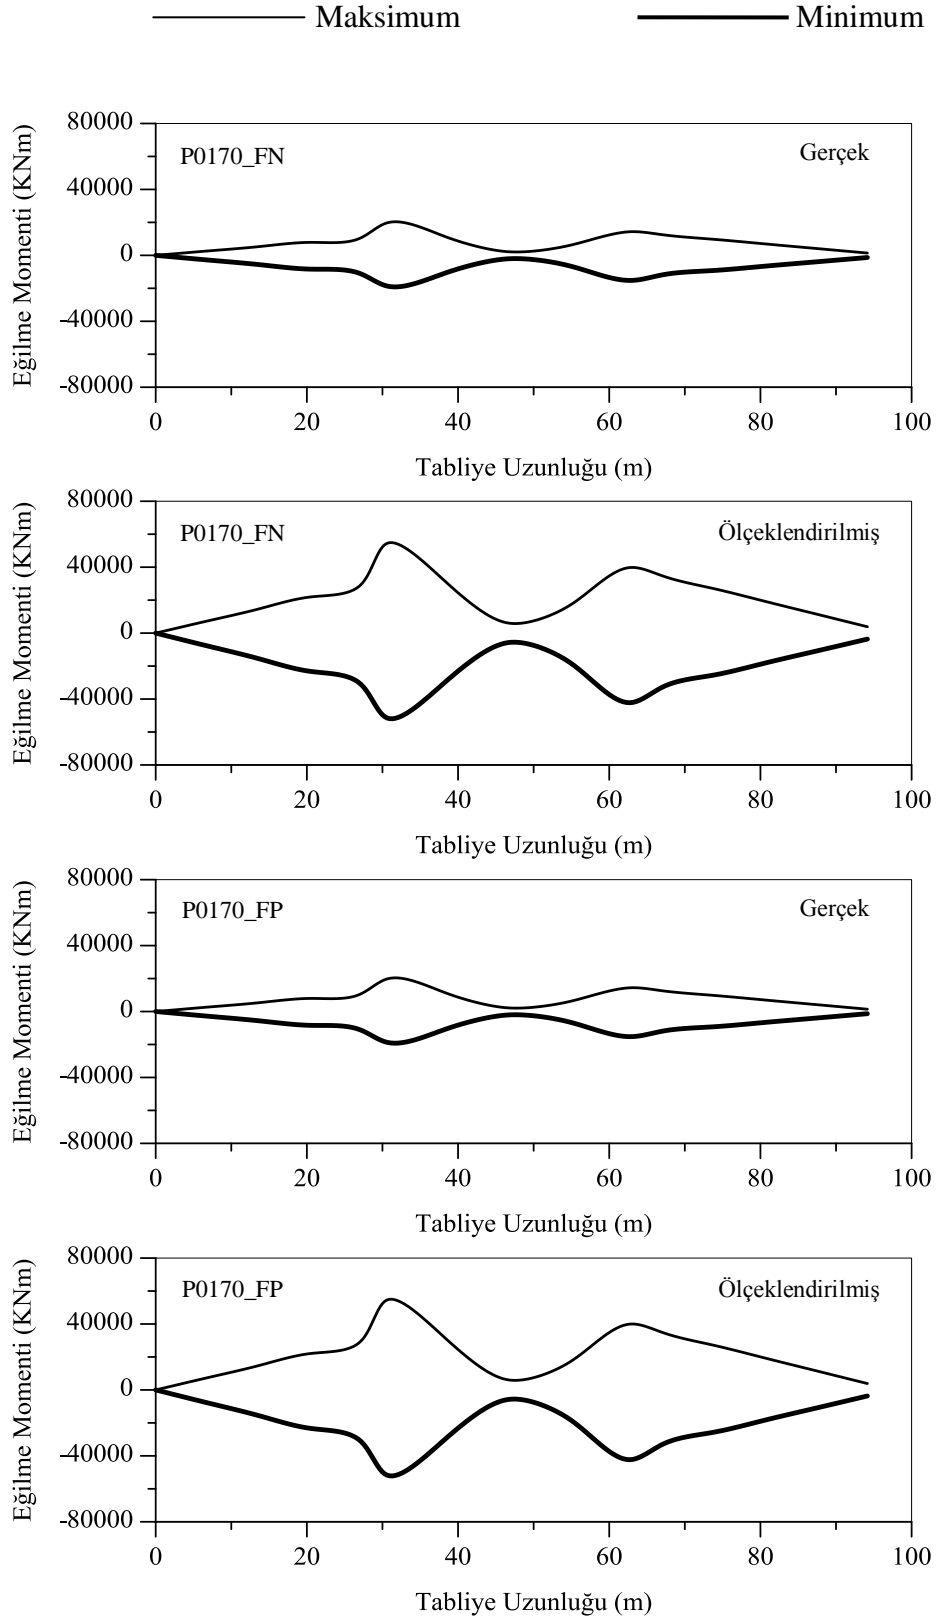 Maksimum Minimum
80000
40000
0
-40000
-80000
Eğilme Momenti (KNm)
P0170_FN Gerçek
0 20 40 60 80 100
Tabliye Uzunluğu (m)
80000
40000
0
-40000
-80000
Eğilme Momenti (KNm)
P0170_FN Ölçeklendirilmiş
0 20 40 60 80 100
Tabliye Uzunluğu (m)
80000
40000
0
-40000
-80000
Eğilme Momenti (KNm)
P0170_FP Gerçek
0 20 40 60 80 100
Tabliye Uzunluğu (m)
80000
40000
0
-40000
-80000
Eğilme Momenti (KNm)
P0170_FP Ölçeklendirilmiş
0 20 40 60 80 100
Tabliye Uzunluğu (m)